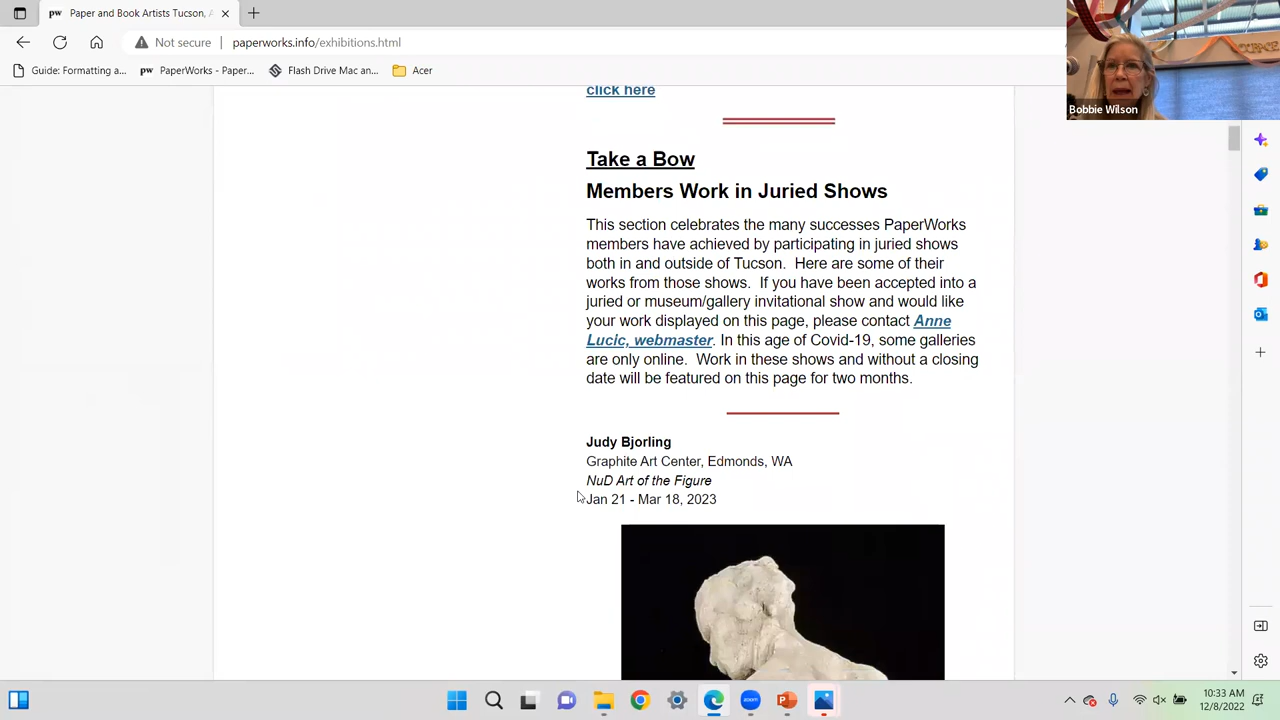 Paper and Book Artists Tucson, A
Not secure
paperworks.info/exhibitions.html
Guide: Formatting a...
PaperWorks - Paper...
Flash Drive Mac an...
Acer
Bobbie Wilson
click here
Take a Bow
Members Work in Juried Shows
This section celebrates the many successes PaperWorks
members have achieved by participating in juried shows
both in and outside of Tucson.  Here are some of their
works from those shows.  If you have been accepted into a
juried or museum/gallery invitational show and would like
your work displayed on this page, please contact Anne
Lucic, webmaster. In this age of Covid-19, some galleries
are only online.  Work in these shows and without a closing
date will be featured on this page for two months.
Judy Bjorling
Graphite Art Center, Edmonds, WA
NuD Art of the Figure
Jan 21 - Mar 18, 2023
10:33 AM
12/8/2022